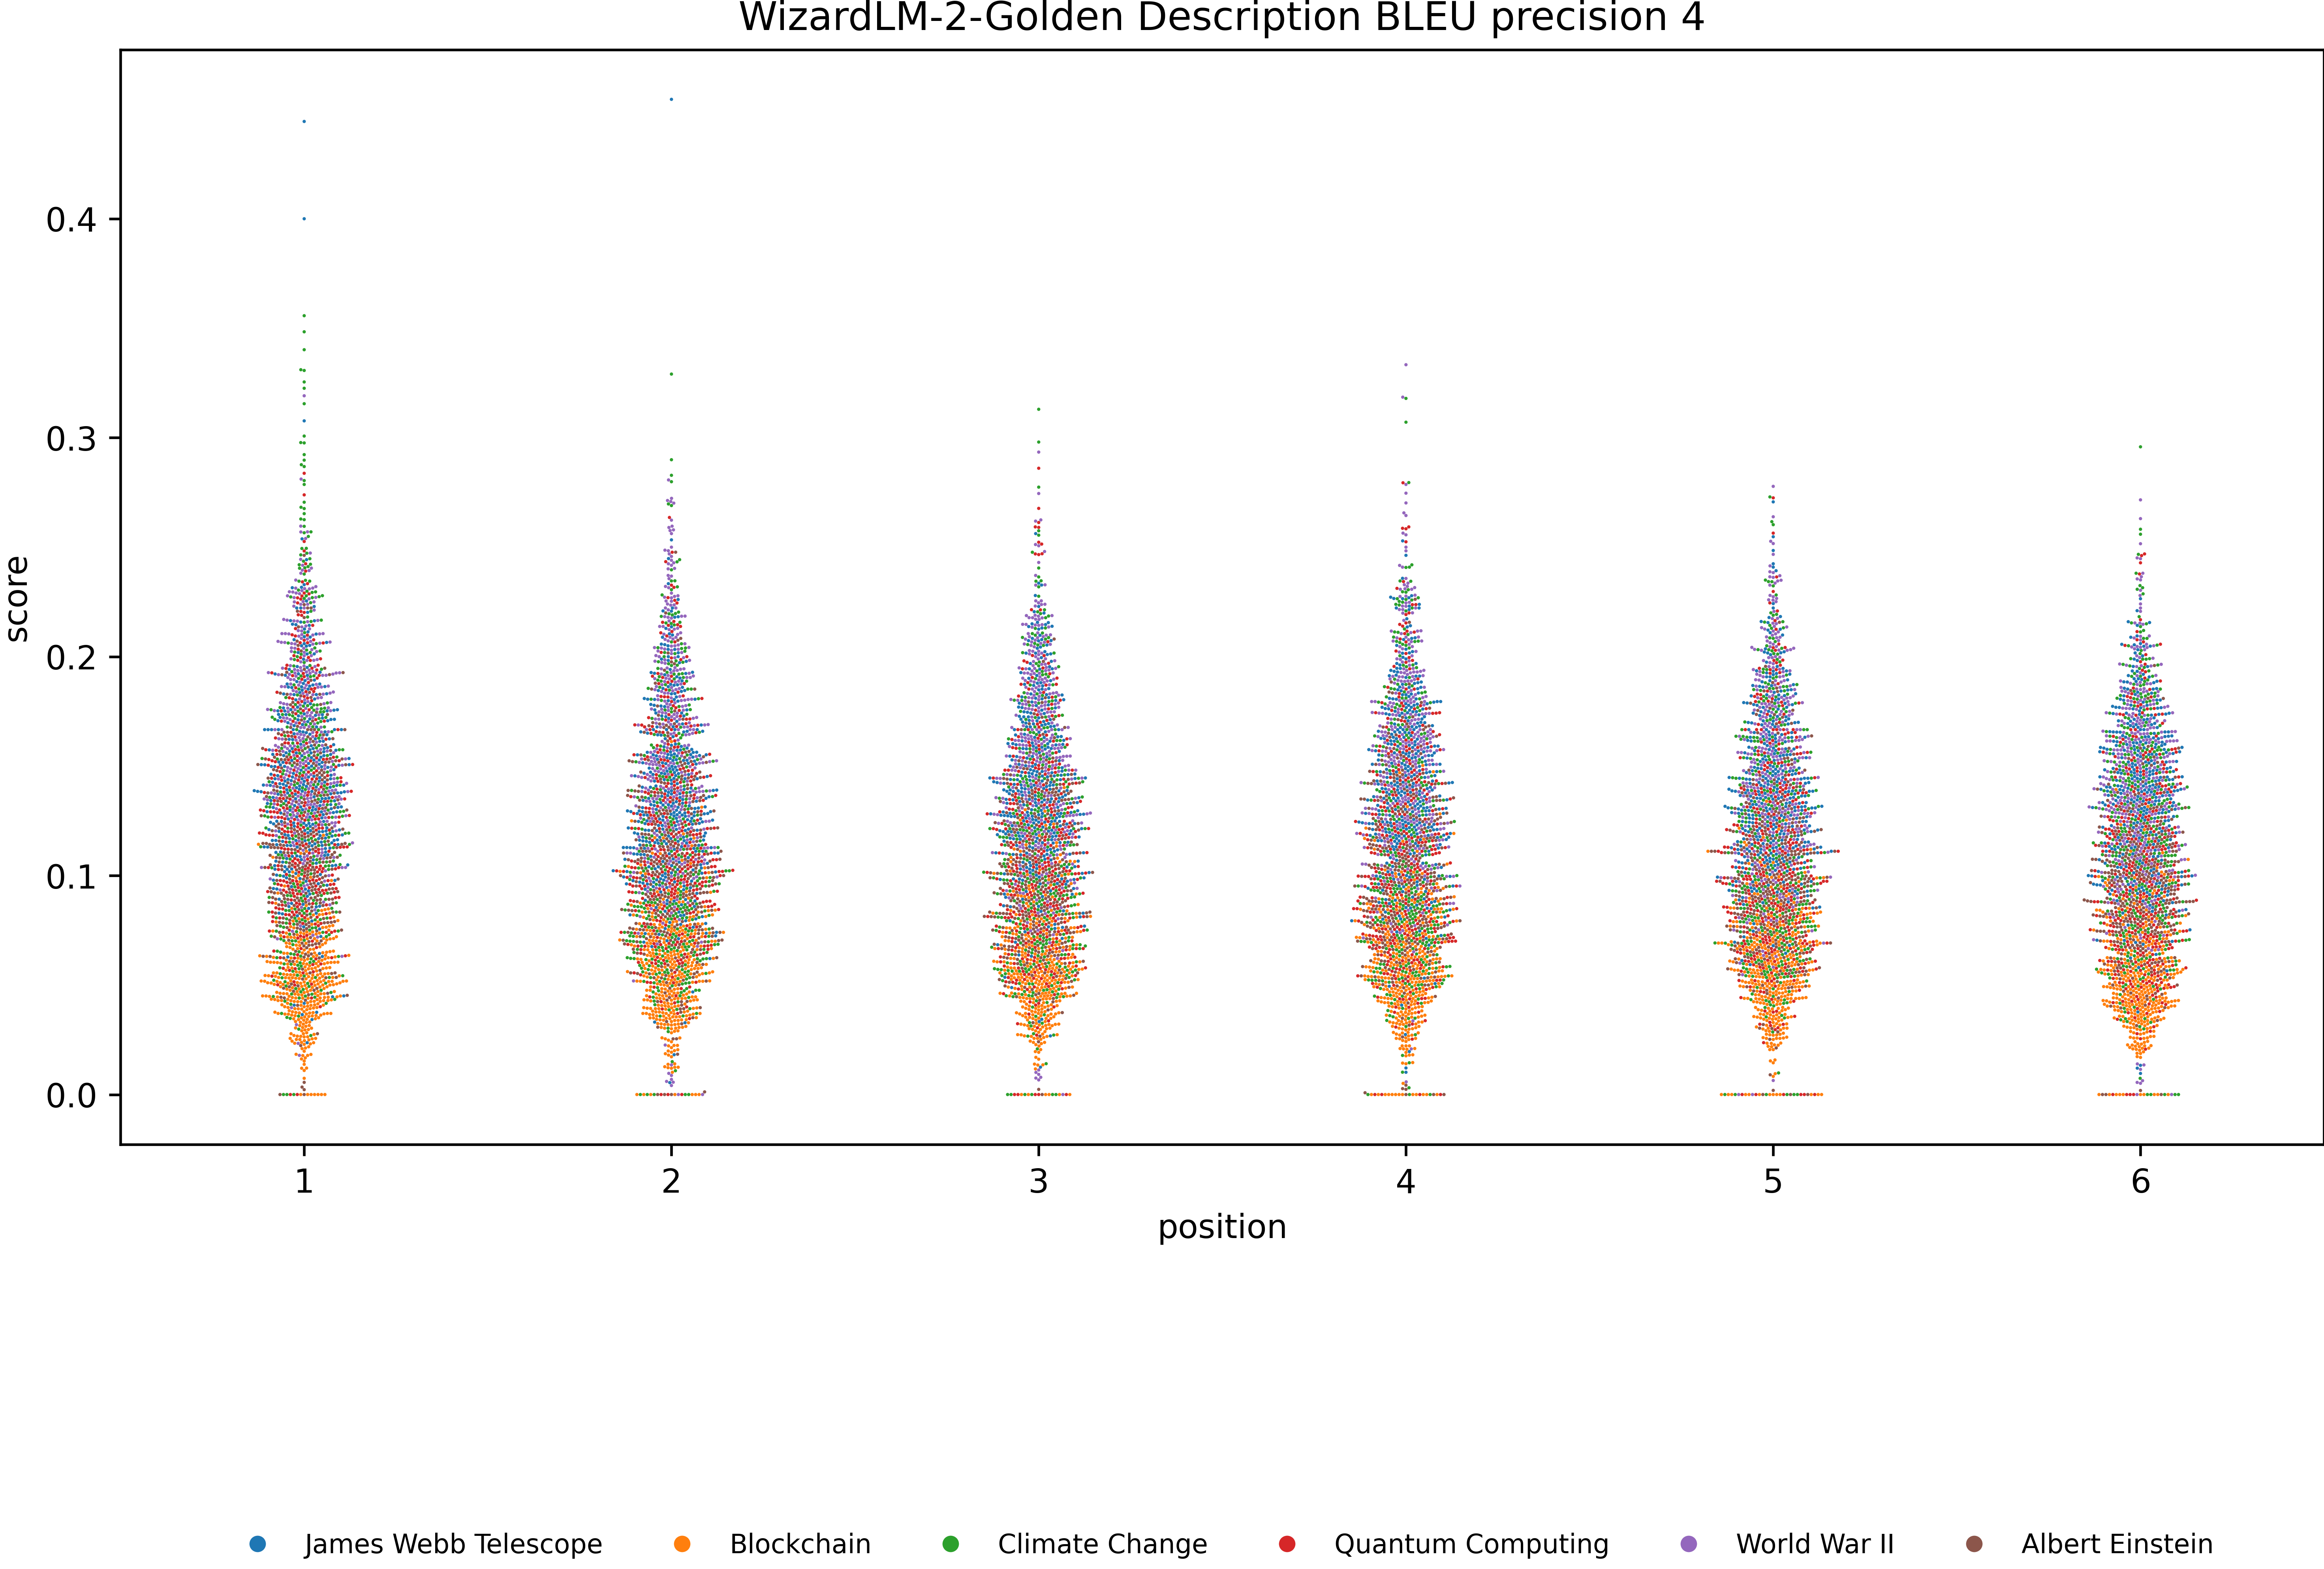 WizardLM-2-Golden Description BLEU precision 4
score
0.4
0.3
0.2
0.1
0.0
1 2 3 4 5 6
position
James Webb Telescope Blockchain Climate Change Quantum Computing World War II Albert Einstein